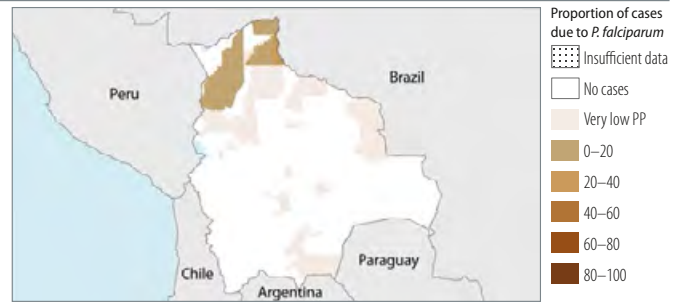 Proportion of cases
due to P. falciparum
Insufficient data
No cases
Very low PP
0–20
20–40
40–60
60–80
80–100
Peru
Brazil
Chile
Paraguay
Argentina